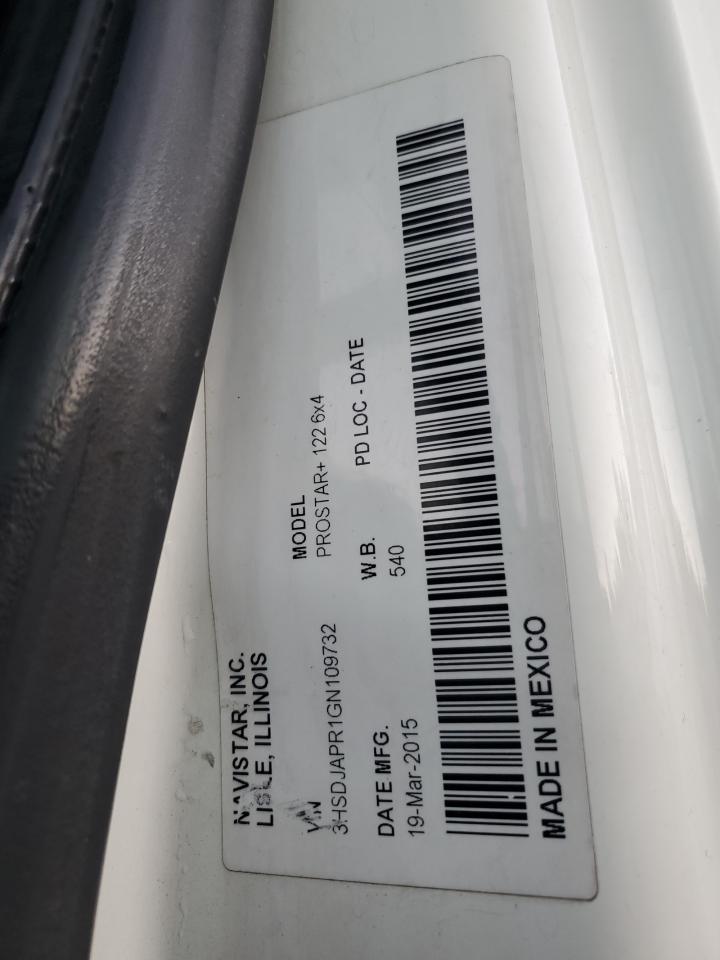 NAVISTAR, INC.
LISLE, ILLINOIS
VIN
3HSDJAPR1GN109732
MODEL
PROSTAR+ 122 6x4
DATE MFG.
19-Mar-2015
W.B.
540
PD LOC - DATE
MADE IN MEXICO